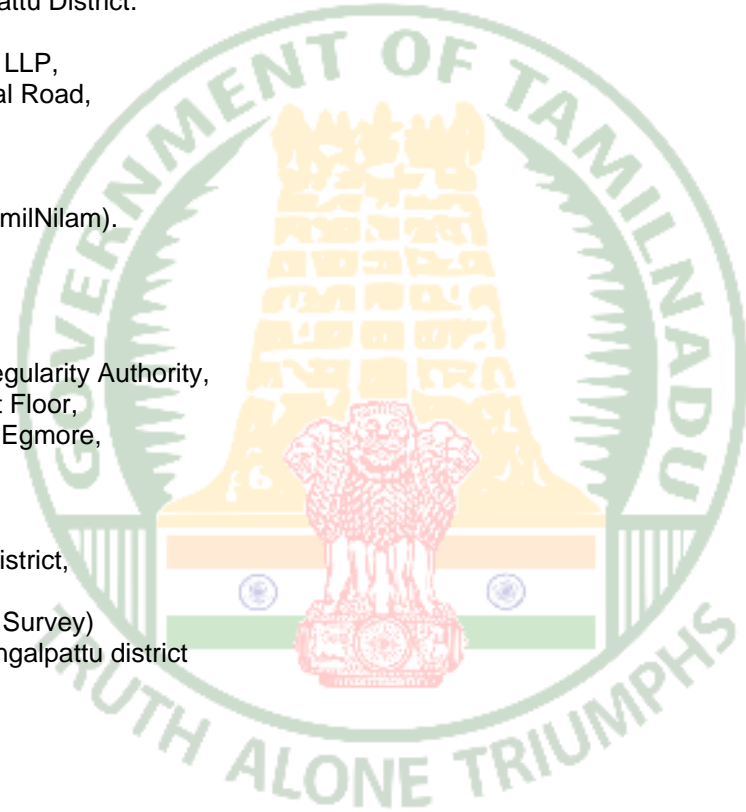 attu District.
LLP,
al Road,
milNilam).
egularity Authority,
t Floor,
Egmore,
istrict,
Survey)
ngalpattu district
GOVERNMENT OF TAMILNADU
TRUTH ALONE TRIUMPHS